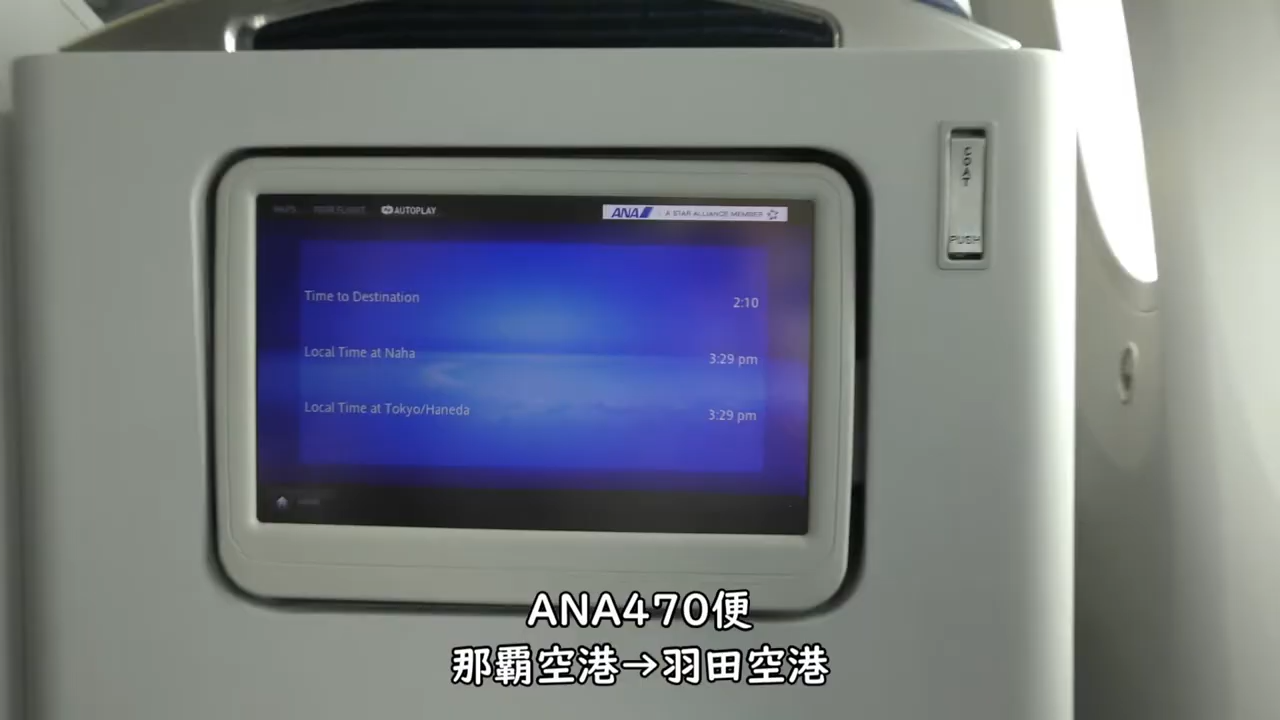 AUTOPLAY
ANA A STAR ALLIANCE MEMBER
COAT
PUSH
Time to Destination 2:10
Local Time at Naha 3:29 pm
Local Time at Tokyo/Haneda 3:29 pm
ANA470便
那覇空港→羽田空港